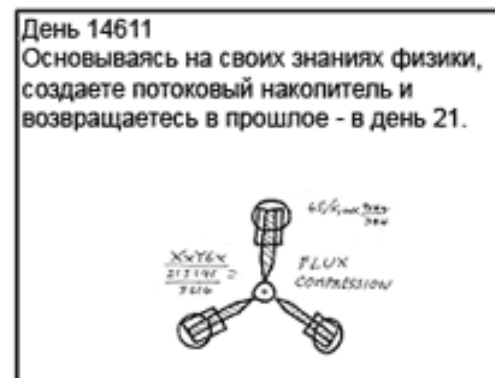 День 14611
Основываясь на своих знаниях физики,
создаете потоковый накопитель и
возвращаетесь в прошлое - в день 21.
FLUX
COMPRESSION